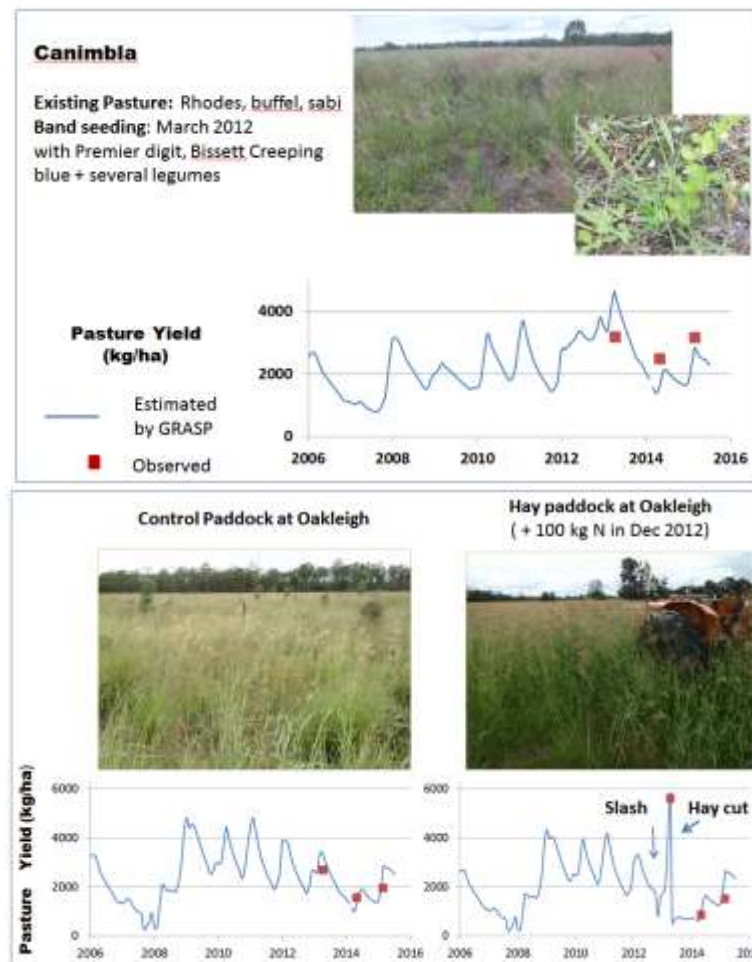 Canimbla
Existing Pasture: Rhodes, buffel, sabi
Band seeding: March 2012
with Premier digit, Bissett Creeping
blue + several legumes
Pasture Yield
(kg/ha)
Estimated
by GRASP
Observed
4000
2000
0
2006 2008 2010 2012 2014 2016
Control Paddock at Oakleigh
Hay paddock at Oakleigh
( + 100 kg N in Dec 2012)
Pasture Yield (kg/ha)
6000
4000
2000
0
2006 2008 2010 2012 2014 2016
6000
4000
2000
0
Slash
Hay cut
2006 2008 2010 2012 2014